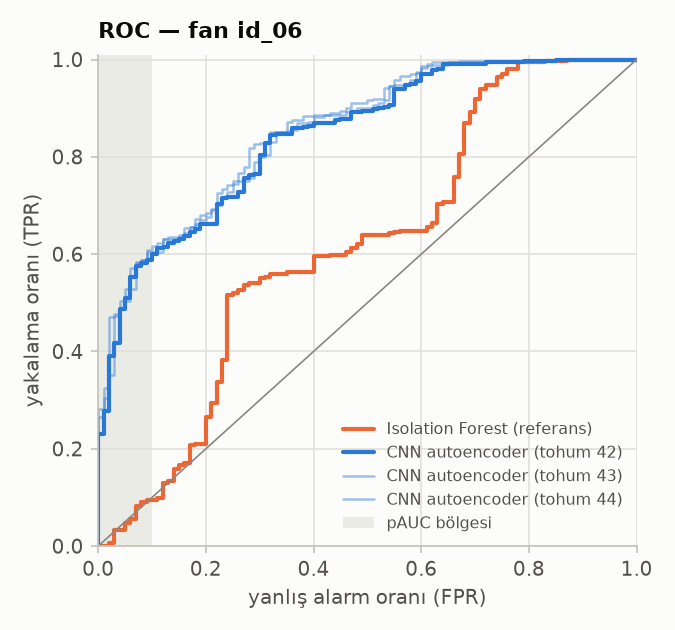 ROC — fan id_06
1.0
0.8
0.6
0.4
0.2
0.0
yakalama oranı (TPR)
Isolation Forest (referans)
CNN autoencoder (tohum 42)
CNN autoencoder (tohum 43)
CNN autoencoder (tohum 44)
pAUC bölgesi
0.0 0.2 0.4 0.6 0.8 1.0
yanlış alarm oranı (FPR)